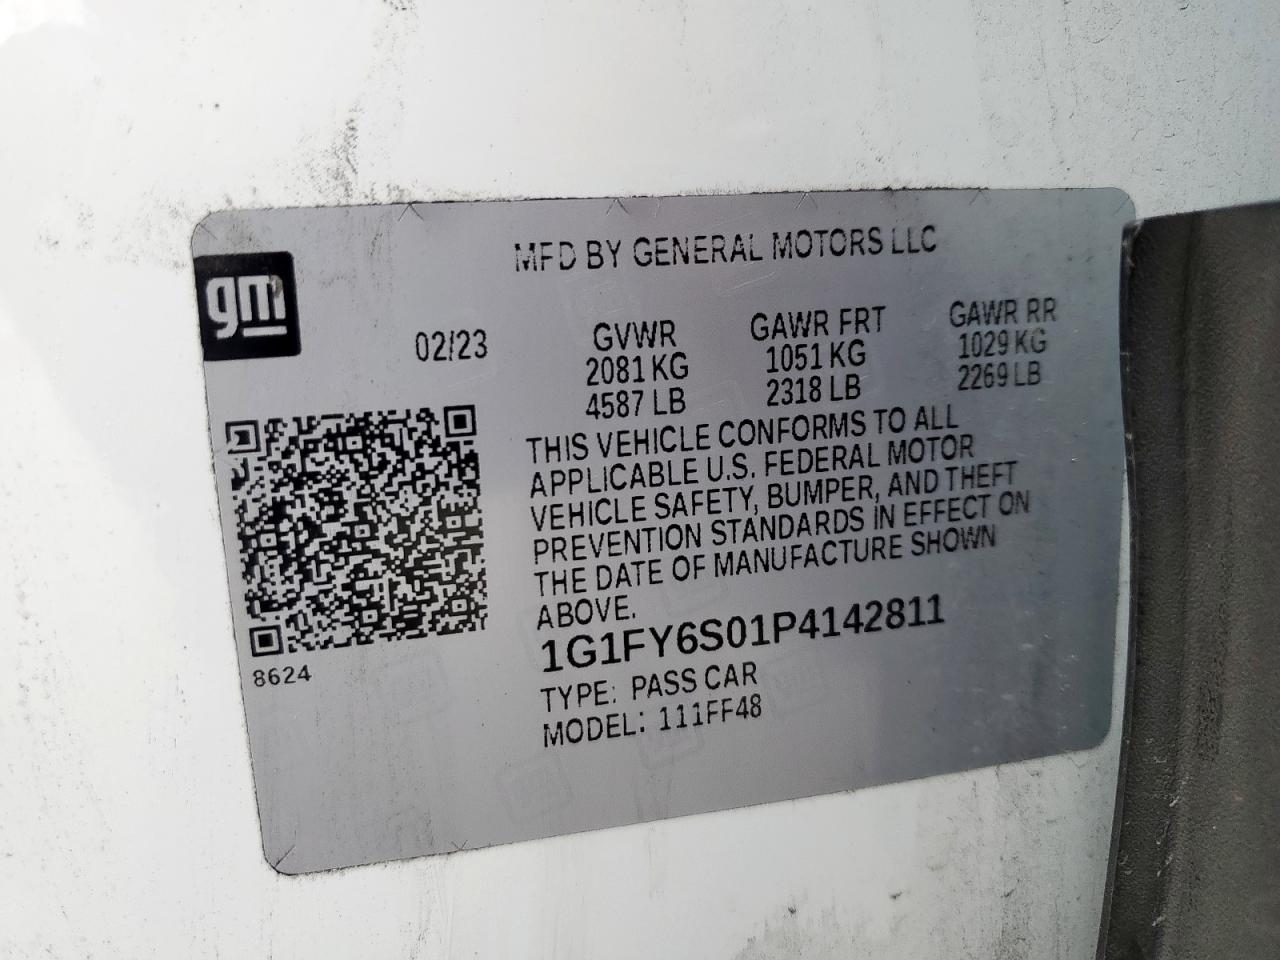 gm
MFD BY GENERAL MOTORS LLC
02/23
GVWR
2081 KG
4587 LB
GAWR FRT
1051 KG
2318 LB
GAWR RR
1029 KG
2269 LB
THIS VEHICLE CONFORMS TO ALL
APPLICABLE U.S. FEDERAL MOTOR
VEHICLE SAFETY, BUMPER, AND THEFT
PREVENTION STANDARDS IN EFFECT ON
THE DATE OF MANUFACTURE SHOWN
ABOVE.
1G1FY6S01P4142811
TYPE: PASS CAR
MODEL: 111FF48
8624